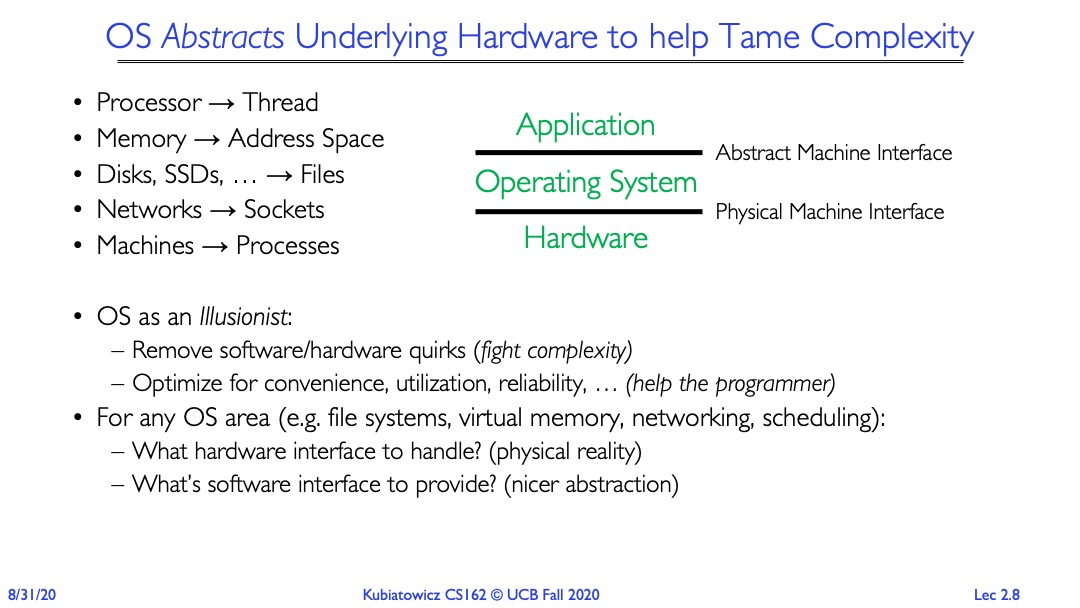 OS Abstracts Underlying Hardware to help Tame Complexity
• Processor → Thread
• Memory → Address Space
• Disks, SSDs, … → Files
• Networks → Sockets
• Machines → Processes
Application
Abstract Machine Interface
Operating System
Physical Machine Interface
Hardware
• OS as an Illusionist:
– Remove software/hardware quirks (fight complexity)
– Optimize for convenience, utilization, reliability, … (help the programmer)
• For any OS area (e.g. file systems, virtual memory, networking, scheduling):
– What hardware interface to handle? (physical reality)
– What’s software interface to provide? (nicer abstraction)
8/31/20
Kubiatowicz CS162 © UCB Fall 2020
Lec 2.8